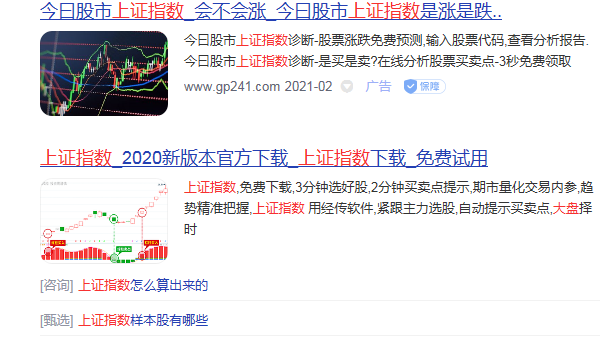 今日股市上证指数_会不会涨_今日股市上证指数是涨是跌..
今日股市上证指数诊断-股票涨跌免费预测,输入股票代码,查看分析报告.
今日股市上证指数诊断-是买是卖?在线分析股票买卖点-3秒免费领取
www.gp241.com 2021-02 广告 保障
上证指数_2020新版本官方下载_上证指数下载_免费试用
上证指数,免费下载,3分钟选好股,2分钟买卖点提示,期市量化交易内参,趋
势精准把握,上证指数 用经传软件,紧跟主力选股,自动提示买卖点,大盘择
时
[咨询] 上证指数怎么算出来的
[甄选] 上证指数样本股有哪些